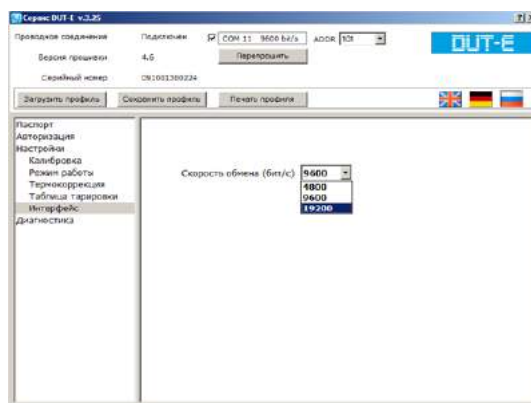 Сервис DUT-E v.3.25
Проводное соединение Подключен COM 11 9600 bit/s ADDR 101
DUT-E
Версия прошивки 4.6 Перепрошить
Серийный номер CN1001300224
Загрузить профиль Сохранить профиль Печать профиля
Паспорт
Авторизация
Настройки
Калибровка
Режим работы
Термокоррекция
Таблица тарировки
Интерфейс
Диагностика
Скорость обмена (бит/с) 9600
4800
9600
19200